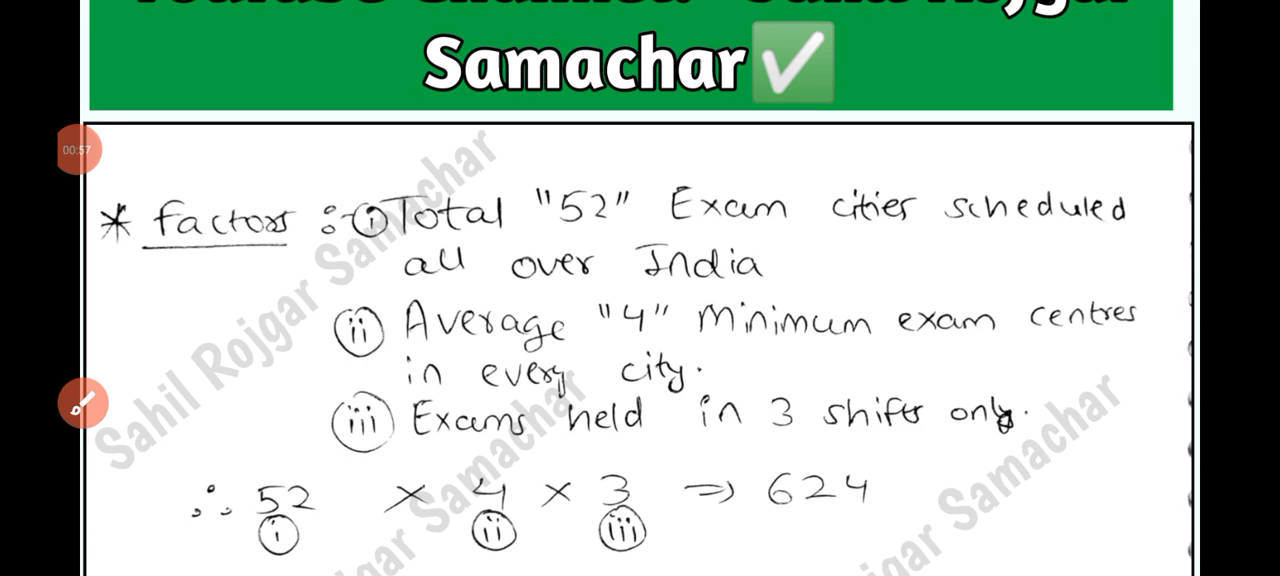 Samachar ✅
00:57
* Factors :- (i) Total "52" Exam cities scheduled
all over India
(ii) Average "4" Minimum exam centres
in every city.
(iii) Exams held in 3 shifts only.
∴ 52 × 4 × 3 ⇒ 624
(i) (ii) (iii)
Sahil Rojgar Samachar
Samachar
gar Samachar